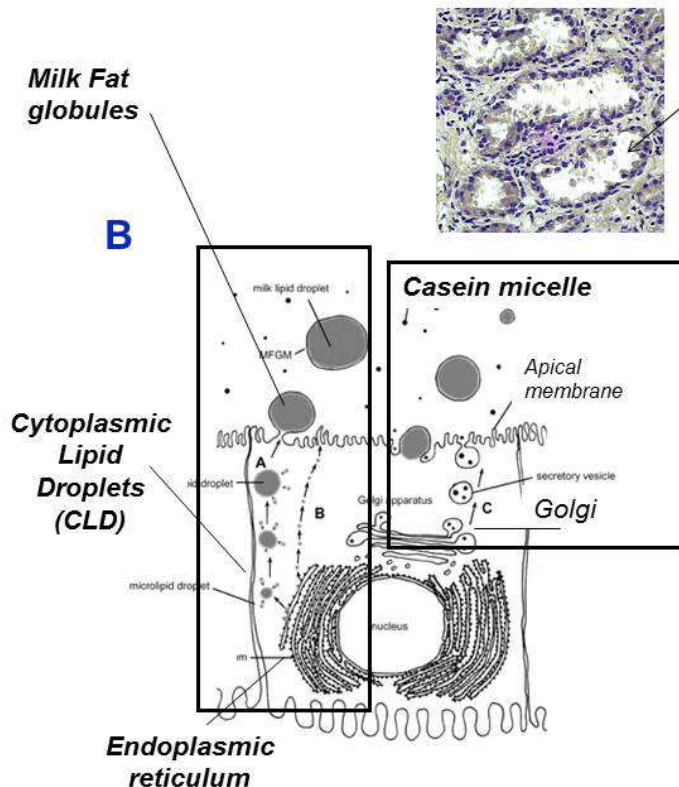 Milk Fat
globules
B
milk lipid droplet
Casein micelle
MFGM
Apical
membrane
Cytoplasmic
Lipid
Droplets
(CLD)
A
droplet
secretory vesicle
B
Golgi apparatus
C
Golgi
microlipid droplet
nucleus
Endoplasmic
reticulum